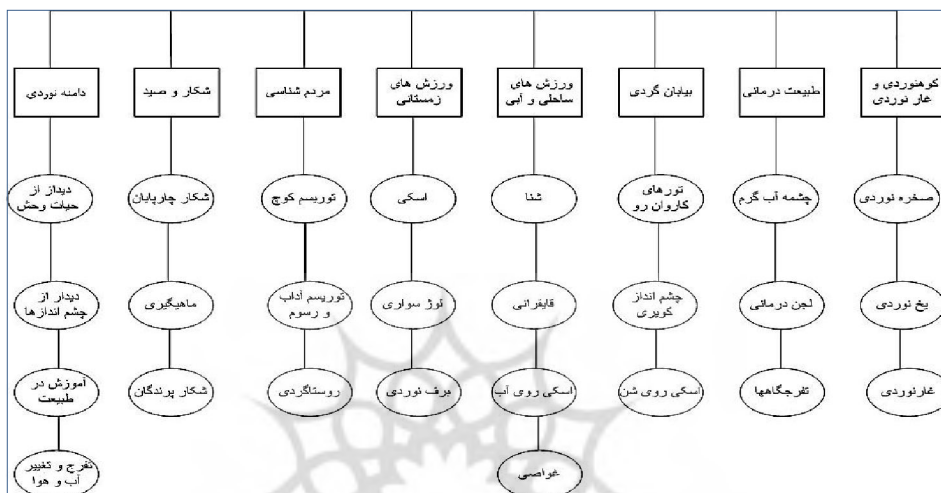 کوهنوردی و
غار نوردی
طبیعت درمانی
بیابان گردی
ورزش های
ساحلی و آبی
ورزش های
زمستانی
مردم شناسی
شکار و صید
دامنه نوردی
صخره نوردی
چشمه آب گرم
تورهای
کاروان رو
شنا
اسکی
توریسم کوچ
شکار چارپایان
دیداز از
حیات وحش
یخ نوردی
لجن درمانی
چشم انداز
کویری
قایقرانی
لوژ سواری
توریسم آداب
و رسوم
ماهیگیری
دیدار از
چشم اندازها
غارنوردی
تفرجگاهها
اسکی روی شن
اسکی روی آب
برف نوردی
روستاگردی
شکار پرندگان
آموزش در
طبیعت
غواصی
تفرج و تغییر
آب و هوا